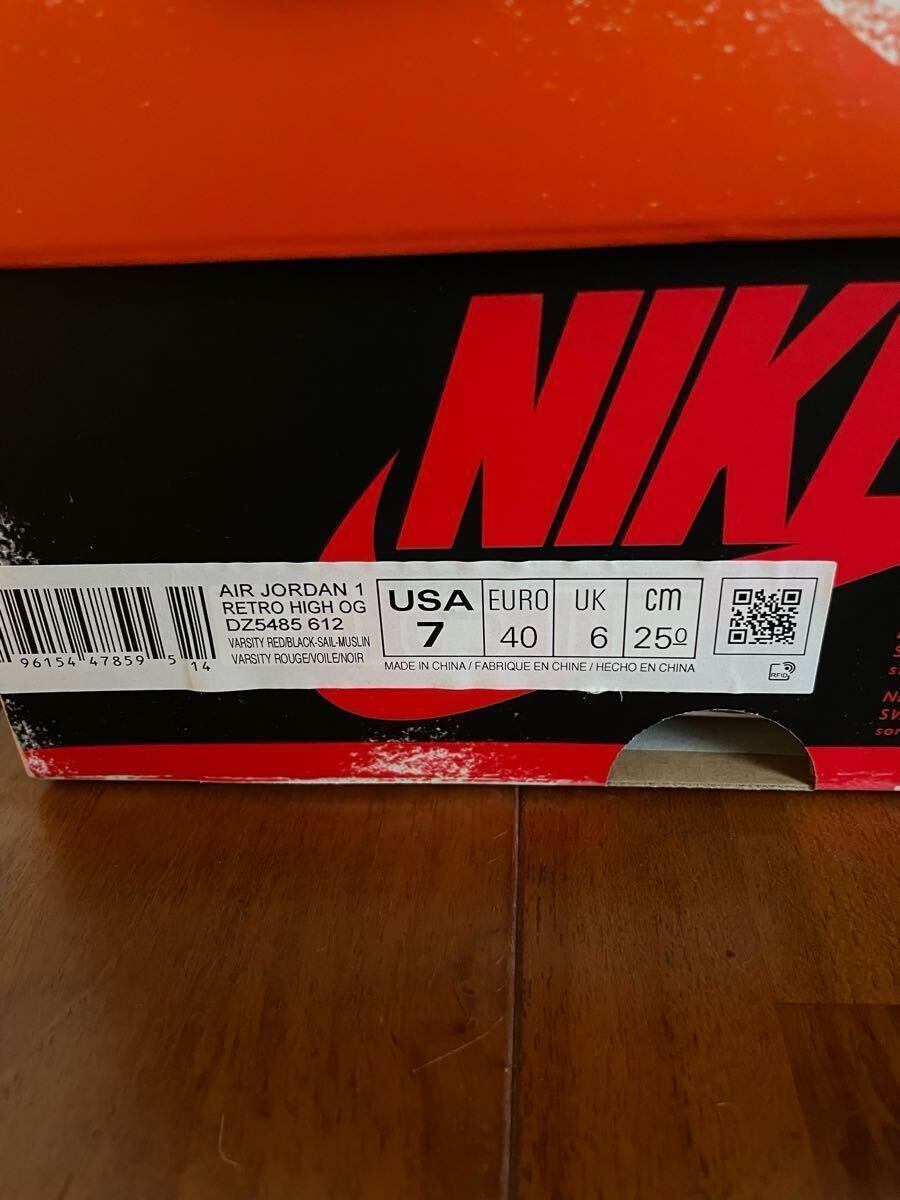 NIKE
AIR JORDAN 1
RETRO HIGH OG
DZ5485 612
VARSITY RED/BLACK-SAIL-MUSLIN
VARSITY ROUGE/VOILE/NOIR
96154 47859 5 14
USA EURO UK cm
7 40 6 25⁰
MADE IN CHINA / FABRIQUE EN CHINE / HECHO EN CHINA
RFID